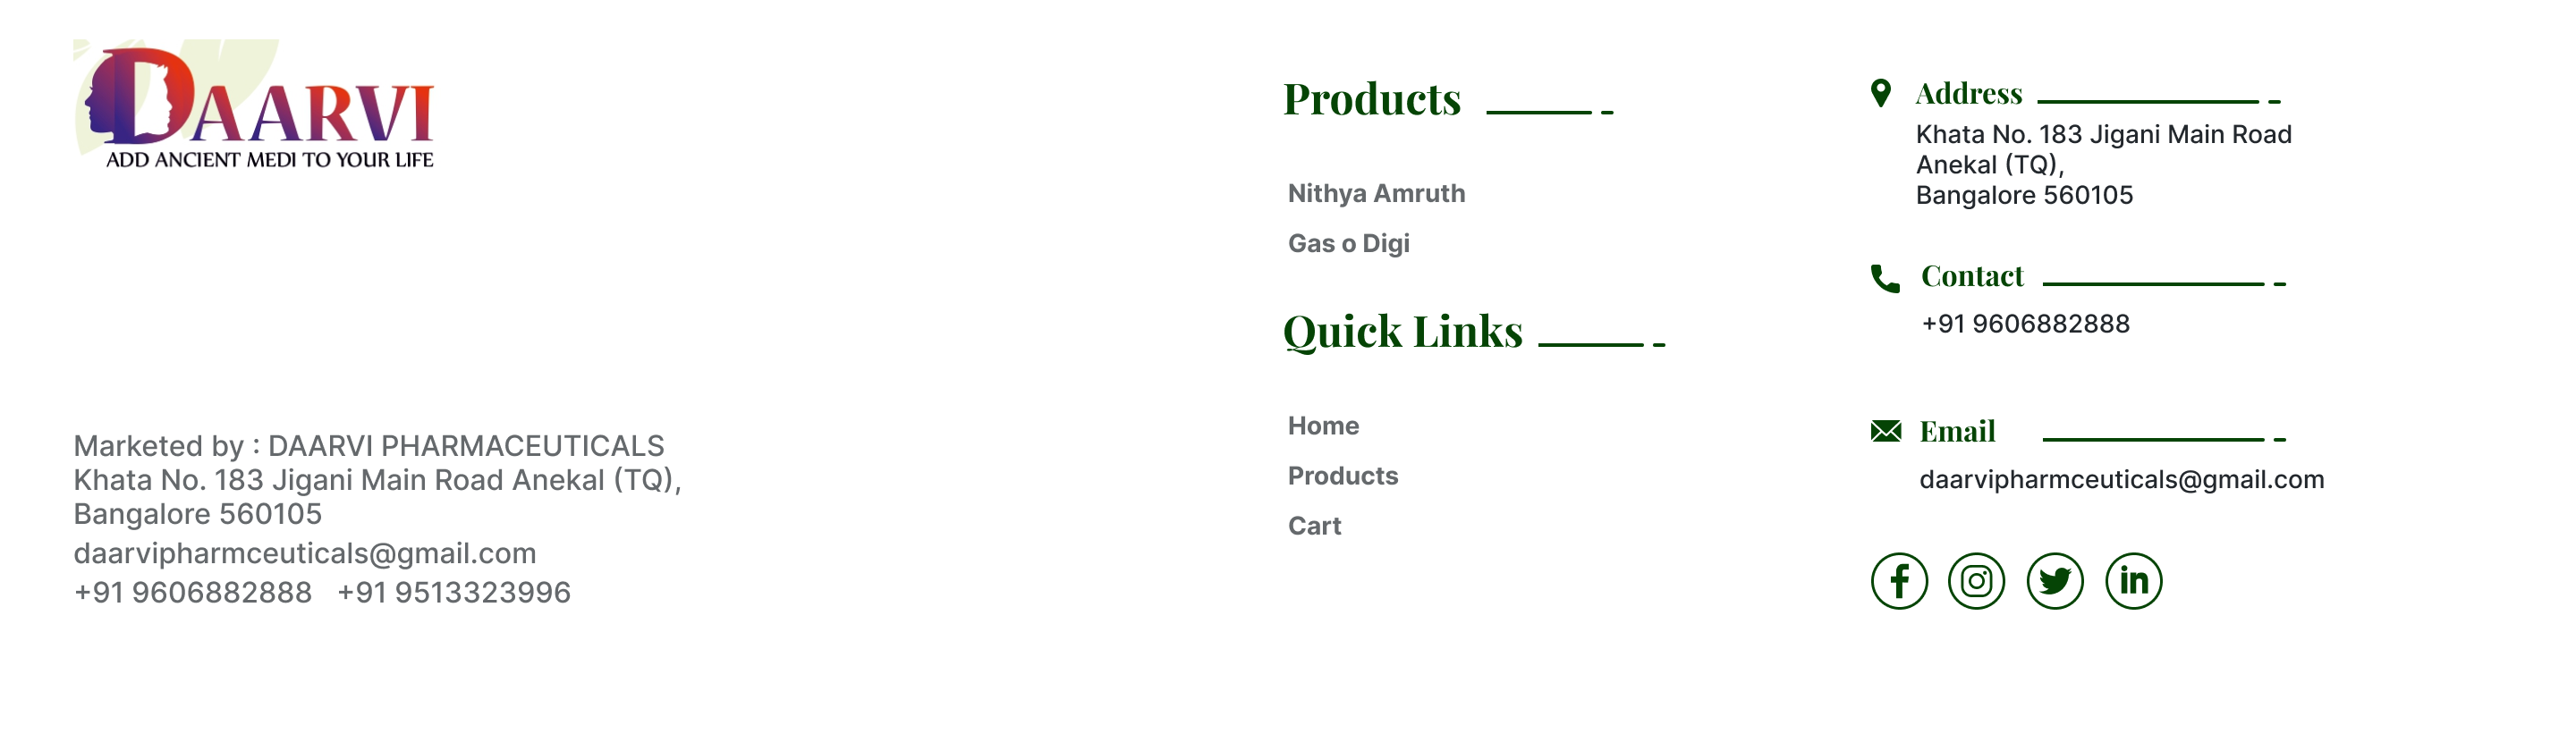 DAARVI
ADD ANCIENT MEDI TO YOUR LIFE
Marketed by : DAARVI PHARMACEUTICALS
Khata No. 183 Jigani Main Road Anekal (TQ),
Bangalore 560105
daarvipharmceuticals@gmail.com
+91 9606882888 +91 9513323996
Products
Nithya Amruth
Gas o Digi
Quick Links
Home
Products
Cart
Address
Khata No. 183 Jigani Main Road
Anekal (TQ),
Bangalore 560105
Contact
+91 9606882888
Email
daarvipharmceuticals@gmail.com
f
in